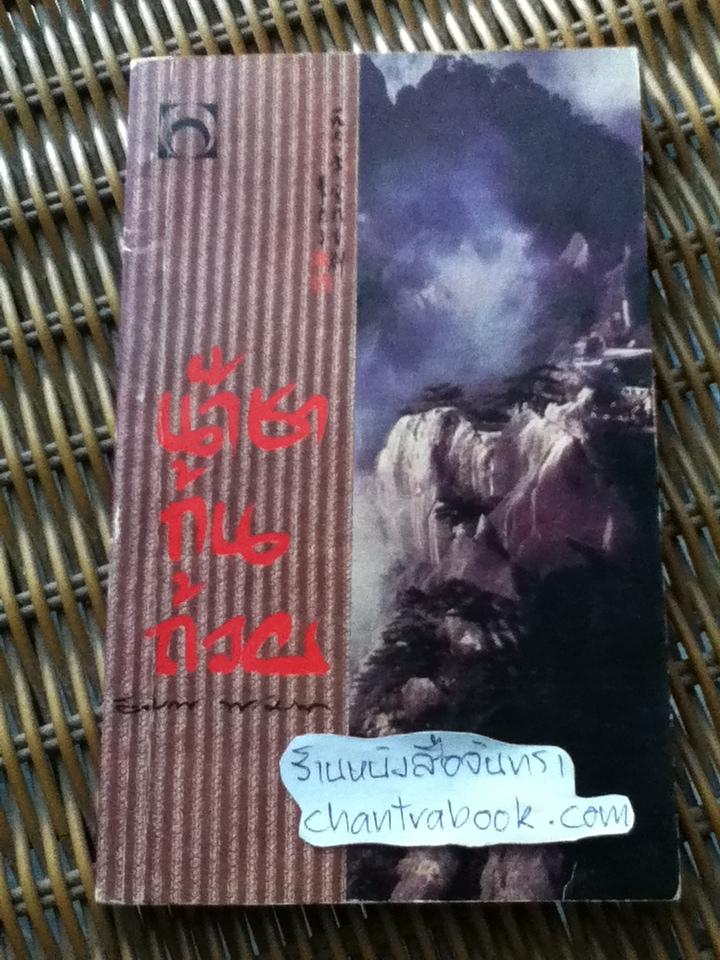 น้ำชา
ก้น
ถ้วย
ร้านหนังสือจันทรา
chantrabook.com